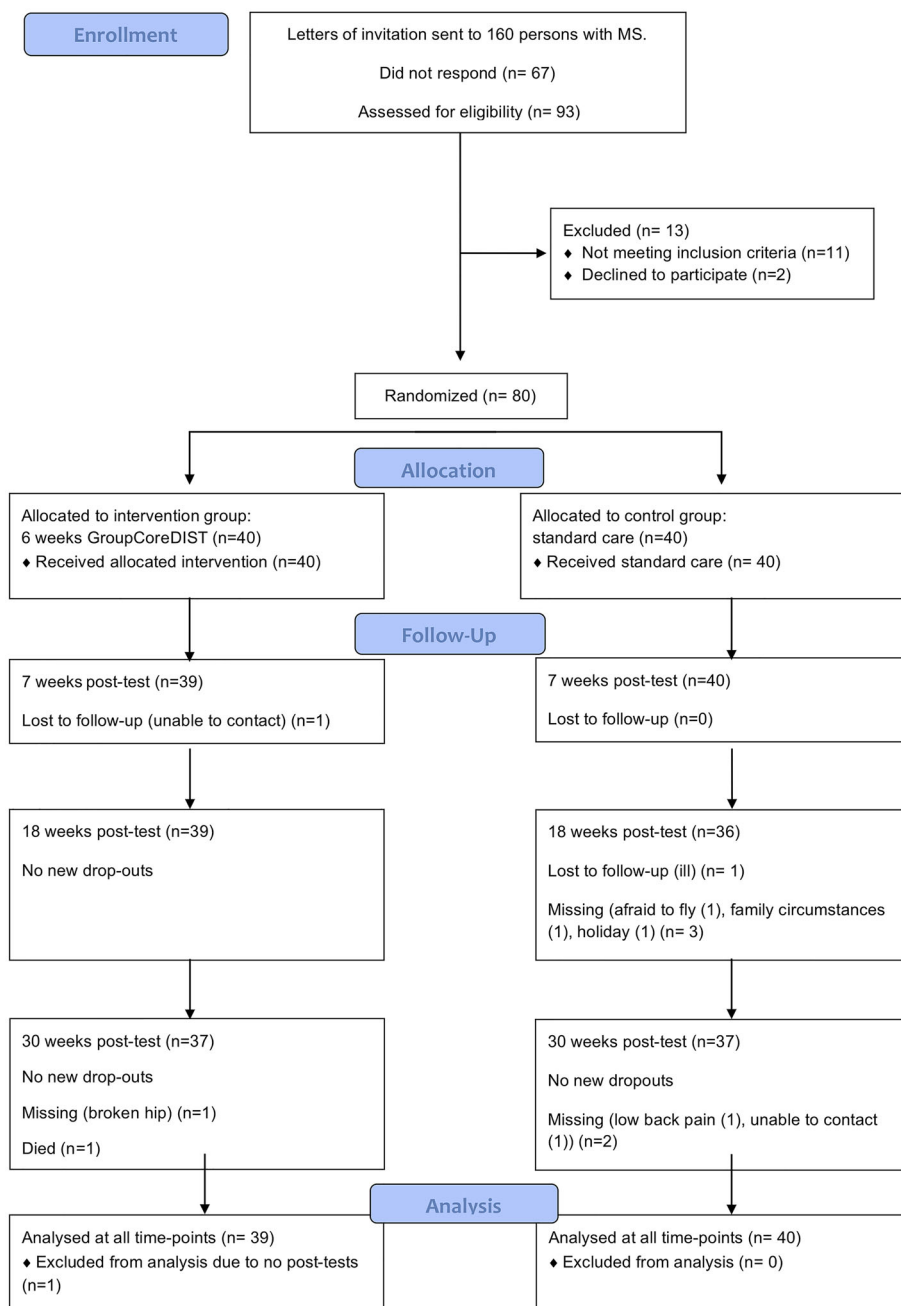 Enrollment
Letters of invitation sent to 160 persons with MS.
Did not respond (n= 67)
Assessed for eligibility (n= 93)
Excluded (n= 13)
♦ Not meeting inclusion criteria (n=11)
♦ Declined to participate (n=2)
Randomized (n= 80)
Allocation
Allocated to intervention group:
6 weeks GroupCoreDIST (n=40)
♦ Received allocated intervention (n=40)
Allocated to control group:
standard care (n=40)
♦ Received standard care (n= 40)
Follow-Up
7 weeks post-test (n=39)
Lost to follow-up (unable to contact) (n=1)
7 weeks post-test (n=40)
Lost to follow-up (n=0)
18 weeks post-test (n=39)
No new drop-outs
18 weeks post-test (n=36)
Lost to follow-up (ill) (n= 1)
Missing (afraid to fly (1), family circumstances
(1), holiday (1) (n= 3)
30 weeks post-test (n=37)
No new drop-outs
Missing (broken hip) (n=1)
Died (n=1)
30 weeks post-test (n=37)
No new dropouts
Missing (low back pain (1), unable to contact
(1)) (n=2)
Analysis
Analysed at all time-points (n= 39)
♦ Excluded from analysis due to no post-tests
(n=1)
Analysed at all time-points (n= 40)
♦ Excluded from analysis (n= 0)